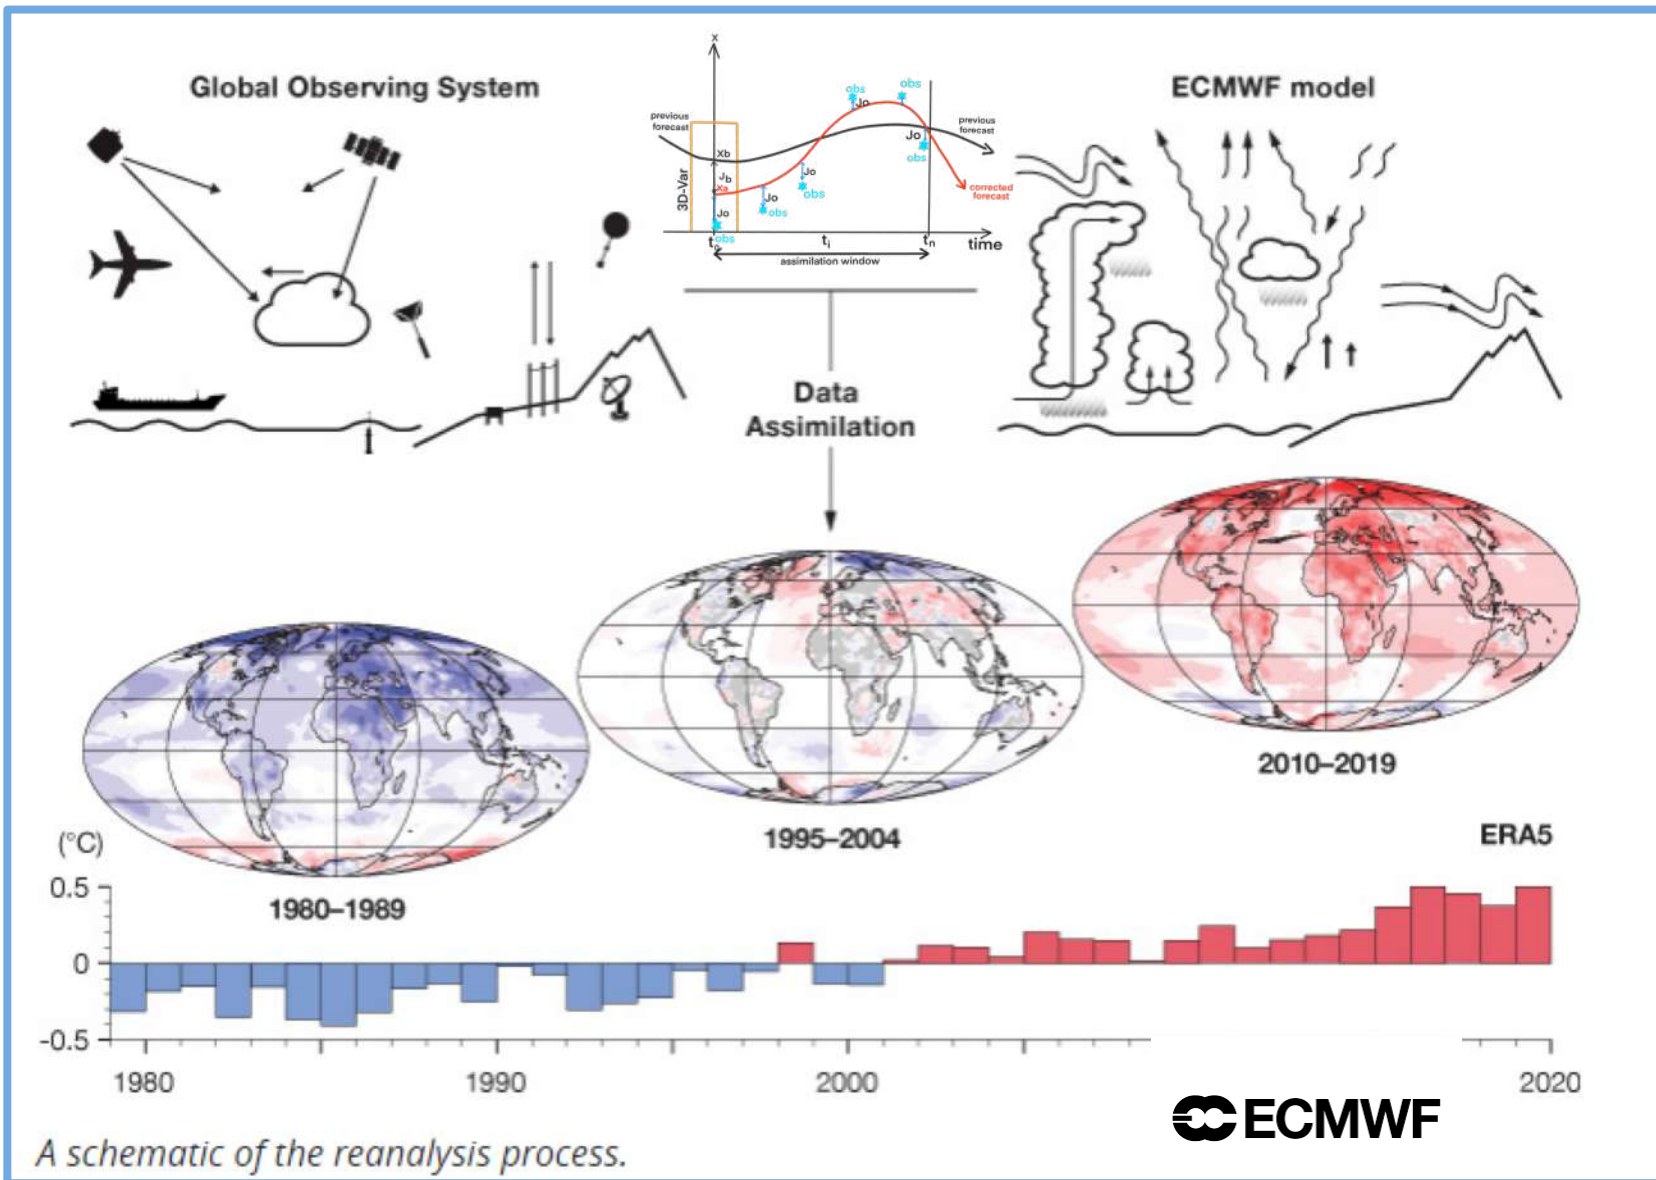 Global Observing System
x
previous
forecast
3D-Var
Xb
Jb
Xa
Jo
obs
Jo
obs
Jo
obs
obs
Jo
obs
Jo
obs
previous
forecast
corrected
forecast
ti
tn
time
assimilation window
ECMWF model
Data
Assimilation
1980–1989
1995–2004
2010–2019
ERA5
(°C)
0.5
0
-0.5
1980
1990
2000
2020
ECMWF
A schematic of the reanalysis process.